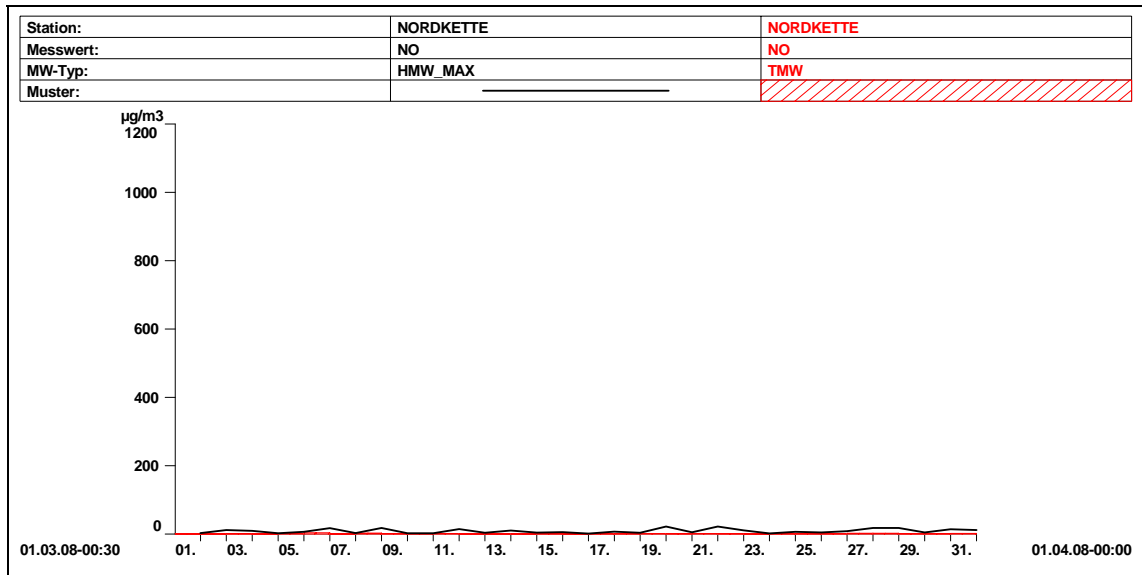 Station: NORDKETTE NORDKETTE
Messwert: NO NO
MW-Typ: HMW_MAX TMW
Muster:
µg/m3
1200
1000
800
600
400
200
0
01.03.08-00:30 01. 03. 05. 07. 09. 11. 13. 15. 17. 19. 21. 23. 25. 27. 29. 31. 01.04.08-00:00